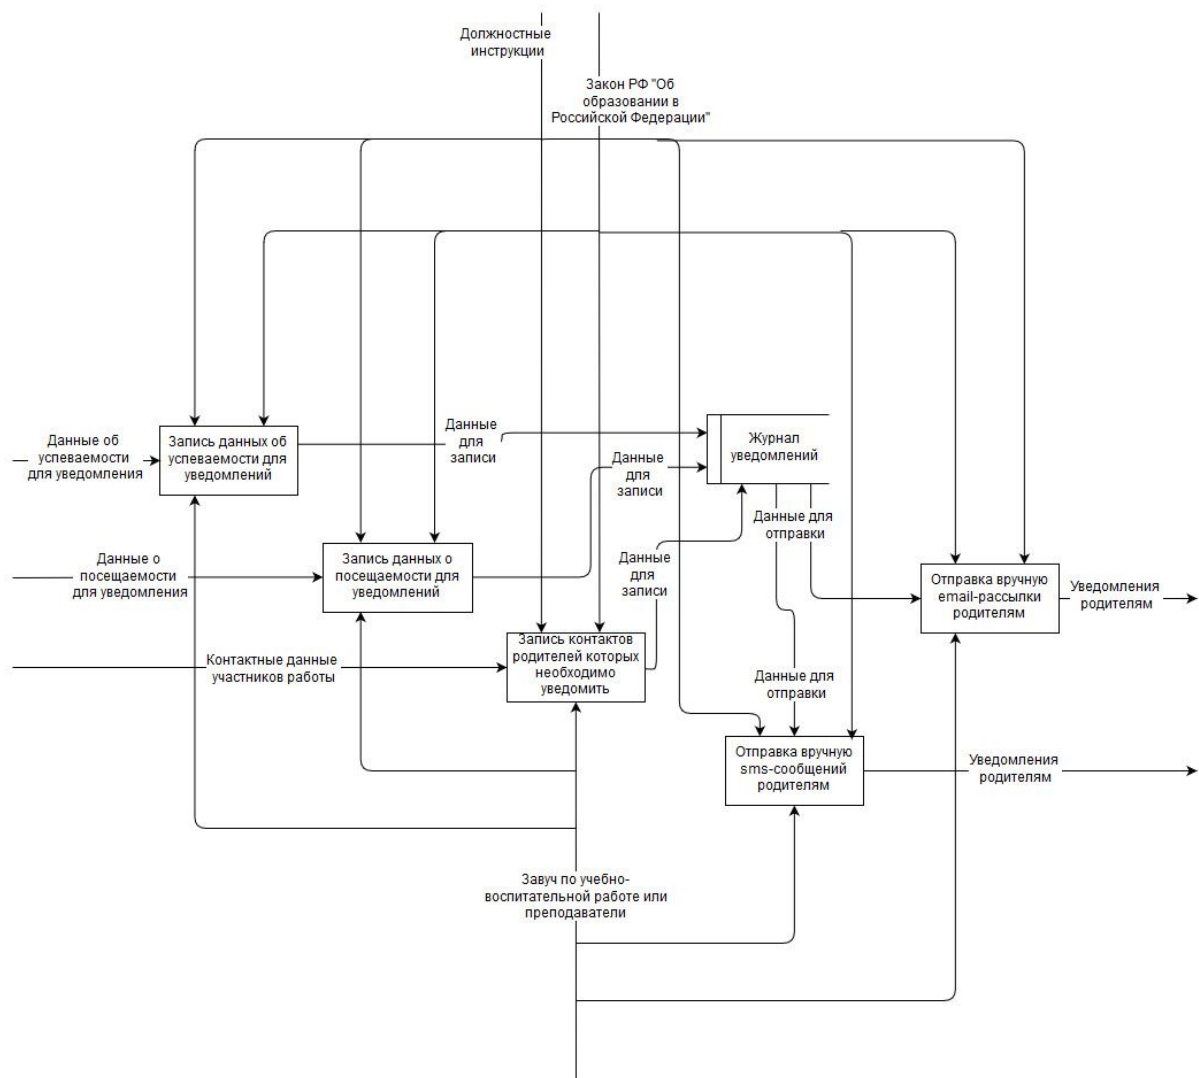 Должностные
инструкции
Закон РФ "Об
образовании в
Российской Федерации"
Данные об
успеваемости
для уведомления
Запись данных об
успеваемости для
уведомлений
Данные
для
записи
Журнал
уведомлений
Данные
для
записи
Данные для
отправки
Данные о
посещаемости
для уведомления
Запись данных о
посещаемости для
уведомлений
Данные
для
записи
Отправка вручную
email-рассылки
родителям
Уведомления
родителям
Контактные данные
участников работы
Запись контактов
родителей которых
необходимо
уведомить
Данные для
отправки
Отправка вручную
sms-сообщений
родителям
Уведомления
родителям
Завуч по учебно-
воспитательной работе или
преподаватели